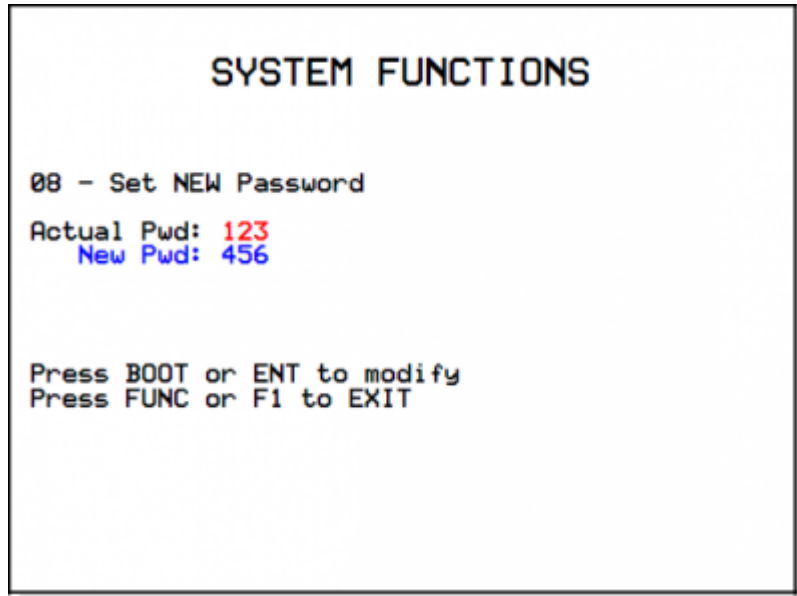 SYSTEM FUNCTIONS
08 - Set NEW Password
Actual Pwd: 123
New Pwd: 456
Press BOOT or ENT to modify
Press FUNC or F1 to EXIT